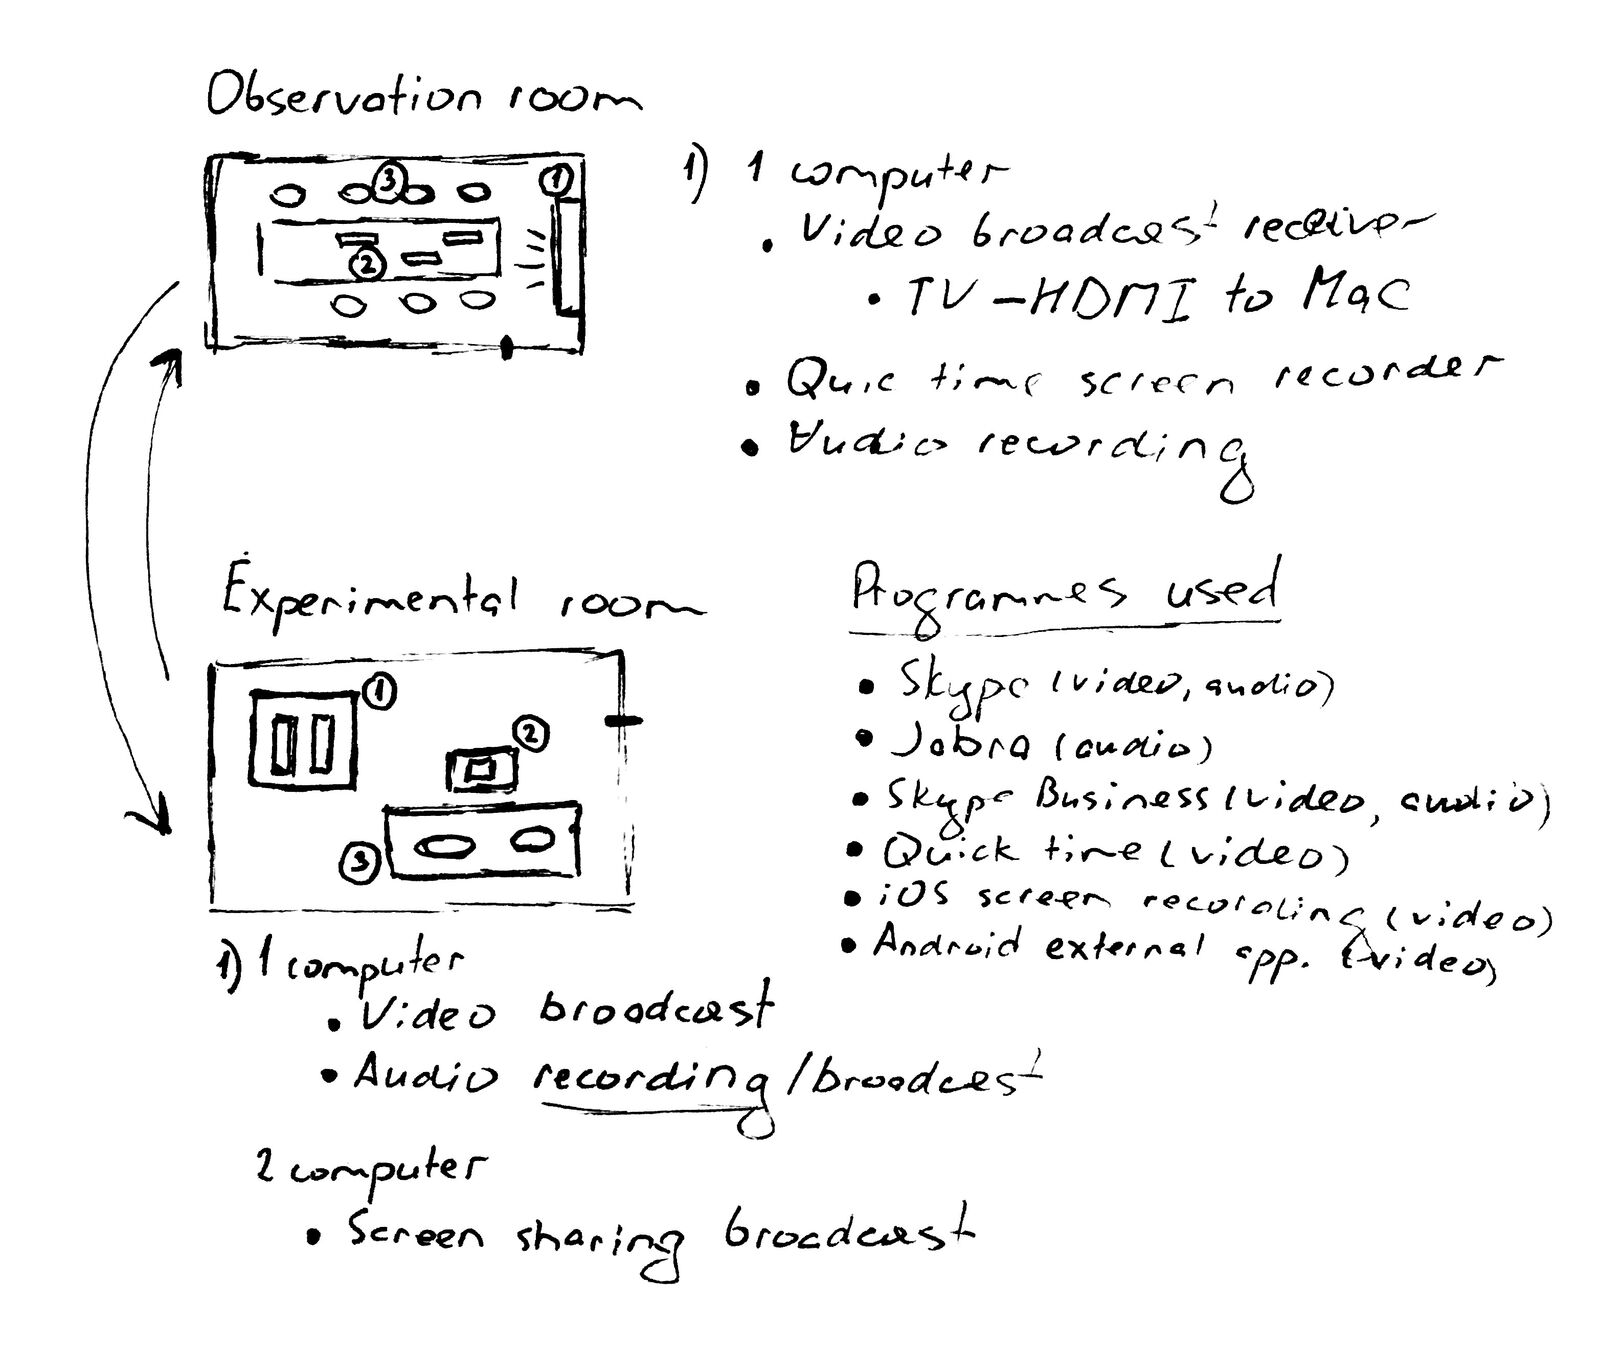 Observation room
3 1
2
1) 1 computer
• Video broadcast receiver
• TV - HDMI to Mac
• Quic time screen recorder
• Audio recording
Experimental room
1
2
3
1) 1 computer
• Video broadcast
• Audio recording/broadcast
2 computer
• Screen sharing broadcast
Programmes used
• Skype (video, audio)
• Jabra (audio)
• Skype Business (video, audio)
• Quick time (video)
• iOS screen recording (video)
• Android external app. (video)